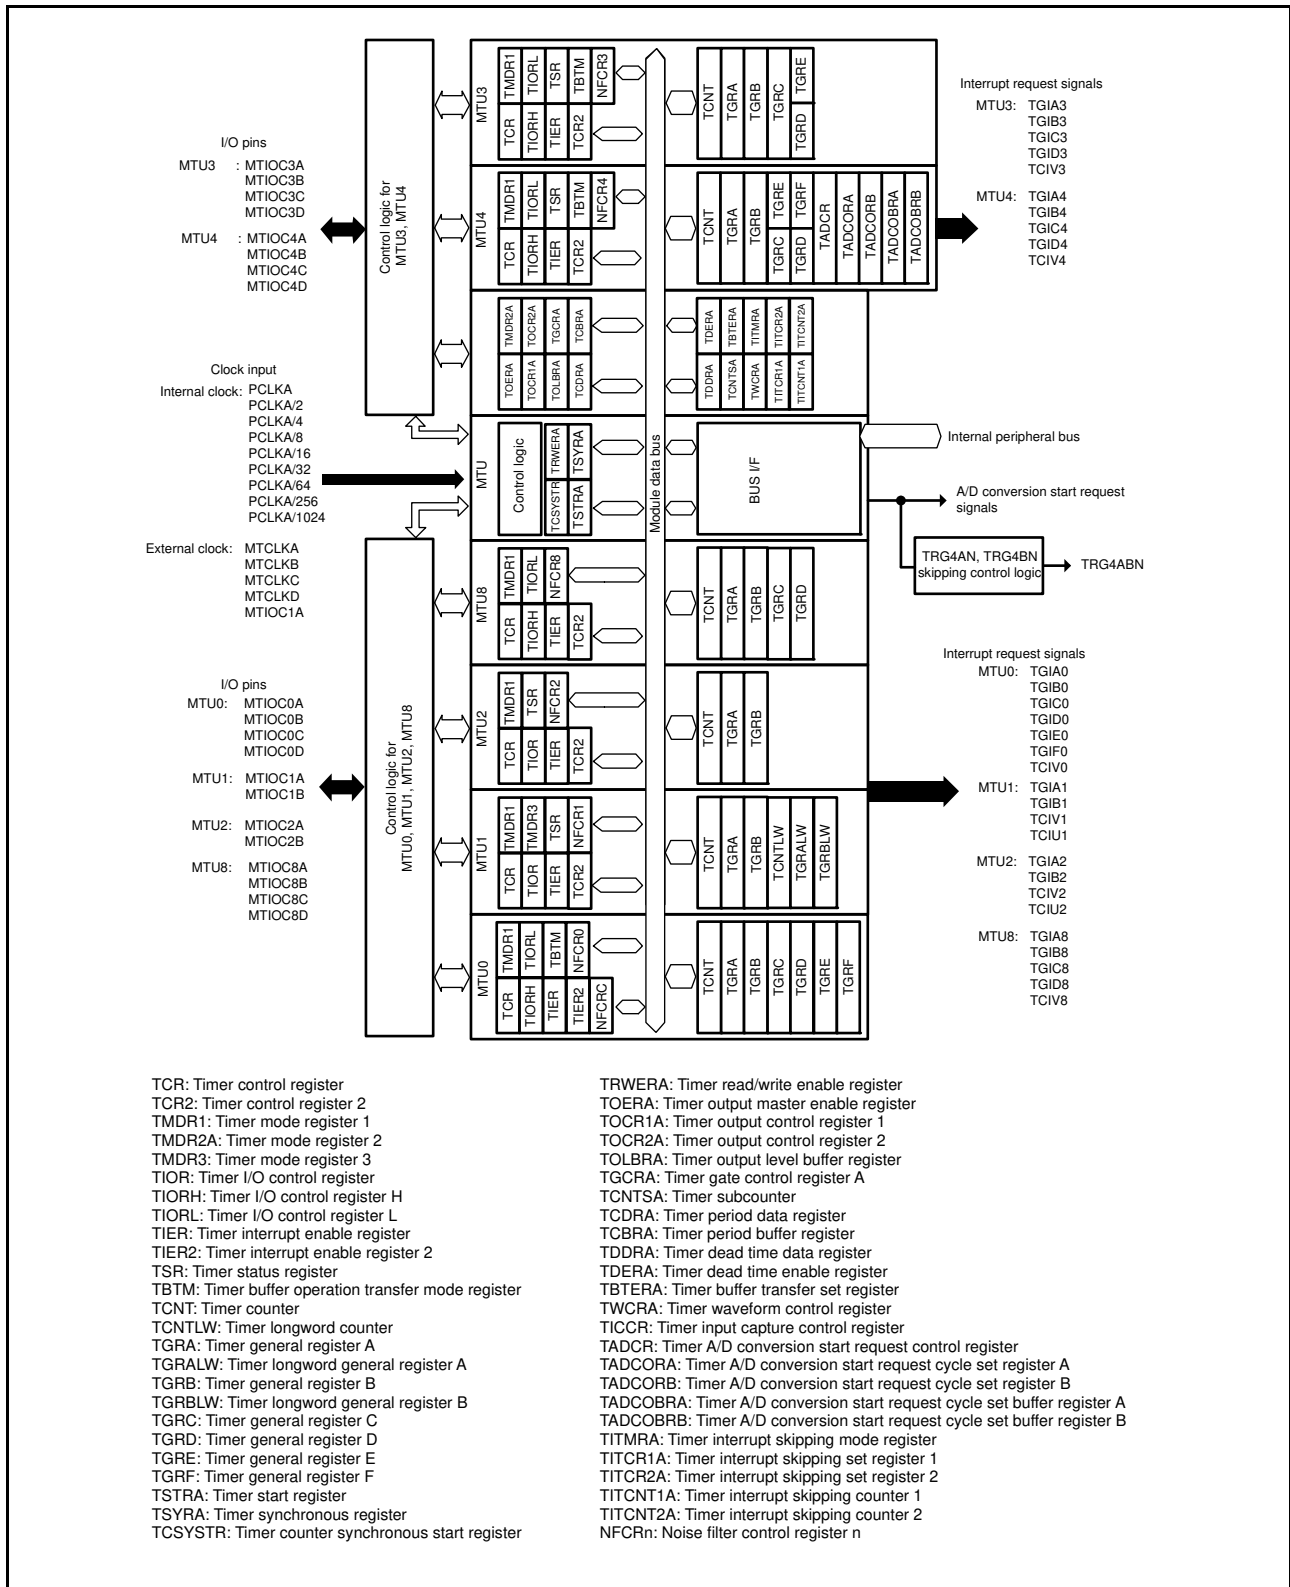 I/O pins
MTU3 : MTIOC3A
MTIOC3B
MTIOC3C
MTIOC3D
MTU4 : MTIOC4A
MTIOC4B
MTIOC4C
MTIOC4D
Clock input
Internal clock: PCLKA
PCLKA/2
PCLKA/4
PCLKA/8
PCLKA/16
PCLKA/32
PCLKA/64
PCLKA/256
PCLKA/1024
External clock: MTCLKA
MTCLKB
MTCLKC
MTCLKD
MTIOC1A
I/O pins
MTU0: MTIOC0A
MTIOC0B
MTIOC0C
MTIOC0D
MTU1: MTIOC1A
MTIOC1B
MTU2: MTIOC2A
MTIOC2B
MTU8: MTIOC8A
MTIOC8B
MTIOC8C
MTIOC8D
Control logic for
MTU3, MTU4
Control logic for
MTU0, MTU1, MTU2, MTU8
MTU3
TMDR1 TIORL TSR TBTM NFCR3
TCR TIORH TIER TCR2
TCNT TGRA TGRB TGRC TGRE
TGRD
MTU4
TMDR1 TIORL TSR TBTM NFCR4
TCR TIORH TIER TCR2
TCNT TGRA TGRB TGRE TGRF TADCR TADCORA TADCORB TADCOBRA TADCOBRB
TGRC TGRD
TMDR2A TOCR2A TGCRA TCBRA
TOERA TOCR1A TOLBRA TCDRA
TDERA TBTERA TITMRA TITCR2A TITCNT2A
TDDRA TCNTSA TWCRA TITCR1A TITCNT1A
MTU
Control logic
TRWERA TSYRA
TCSYSTR TSTRA
Module data bus
BUS I/F
MTU8
TMDR1 TIORL NFCR8
TCR TIORH TIER TCR2
TCNT TGRA TGRB TGRC TGRD
MTU2
TMDR1 TSR NFCR2
TCR TIOR TIER TCR2
TCNT TGRA TGRB
MTU1
TMDR1 TMDR3 TSR NFCR1
TCR TIOR TIER TCR2
TCNT TGRA TGRB TCNTLW TGRALW TGRBLW
MTU0
TMDR1 TIORL TBTM NFCR0
TCR TIORH TIER TIER2 NFCRC
TCNT TGRA TGRB TGRC TGRD TGRE TGRF
Interrupt request signals
MTU3: TGIA3
TGIB3
TGIC3
TGID3
TCIV3
MTU4: TGIA4
TGIB4
TGIC4
TGID4
TCIV4
Internal peripheral bus
A/D conversion start request
signals
TRG4AN, TRG4BN
skipping control logic
TRG4ABN
Interrupt request signals
MTU0: TGIA0
TGIB0
TGIC0
TGID0
TGIE0
TGIF0
TCIV0
MTU1: TGIA1
TGIB1
TCIV1
TCIU1
MTU2: TGIA2
TGIB2
TCIV2
TCIU2
MTU8: TGIA8
TGIB8
TGIC8
TGID8
TCIV8
TCR: Timer control register
TCR2: Timer control register 2
TMDR1: Timer mode register 1
TMDR2A: Timer mode register 2
TMDR3: Timer mode register 3
TIOR: Timer I/O control register
TIORH: Timer I/O control register H
TIORL: Timer I/O control register L
TIER: Timer interrupt enable register
TIER2: Timer interrupt enable register 2
TSR: Timer status register
TBTM: Timer buffer operation transfer mode register
TCNT: Timer counter
TCNTLW: Timer longword counter
TGRA: Timer general register A
TGRALW: Timer longword general register A
TGRB: Timer general register B
TGRBLW: Timer longword general register B
TGRC: Timer general register C
TGRD: Timer general register D
TGRE: Timer general register E
TGRF: Timer general register F
TSTRA: Timer start register
TSYRA: Timer synchronous register
TCSYSTR: Timer counter synchronous start register
TRWERA: Timer read/write enable register
TOERA: Timer output master enable register
TOCR1A: Timer output control register 1
TOCR2A: Timer output control register 2
TOLBRA: Timer output level buffer register
TGCRA: Timer gate control register A
TCNTSA: Timer subcounter
TCDRA: Timer period data register
TCBRA: Timer period buffer register
TDDRA: Timer dead time data register
TDERA: Timer dead time enable register
TBTERA: Timer buffer transfer set register
TWCRA: Timer waveform control register
TICCR: Timer input capture control register
TADCR: Timer A/D conversion start request control register
TADCORA: Timer A/D conversion start request cycle set register A
TADCORB: Timer A/D conversion start request cycle set register B
TADCOBRA: Timer A/D conversion start request cycle set buffer register A
TADCOBRB: Timer A/D conversion start request cycle set buffer register B
TITMRA: Timer interrupt skipping mode register
TITCR1A: Timer interrupt skipping set register 1
TITCR2A: Timer interrupt skipping set register 2
TITCNT1A: Timer interrupt skipping counter 1
TITCNT2A: Timer interrupt skipping counter 2
NFCRn: Noise filter control register n